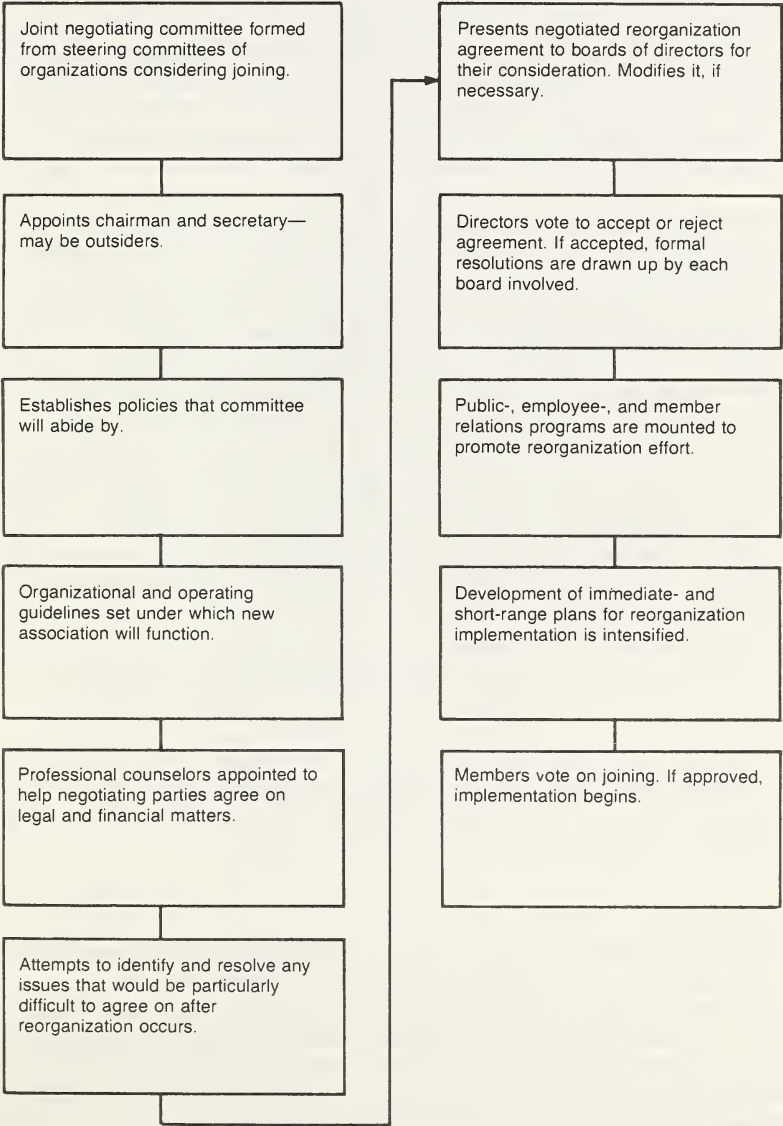 Joint negotiating committee formed
from steering committees of
organizations considering joining.
Appoints chairman and secretary—
may be outsiders.
Establishes policies that committee
will abide by.
Organizational and operating
guidelines set under which new
association will function.
Professional counselors appointed to
help negotiating parties agree on
legal and financial matters.
Attempts to identify and resolve any
issues that would be particularly
difficult to agree on after
reorganization occurs.
Presents negotiated reorganization
agreement to boards of directors for
their consideration. Modifies it, if
necessary.
Directors vote to accept or reject
agreement. If accepted, formal
resolutions are drawn up by each
board involved.
Public-, employee-, and member
relations programs are mounted to
promote reorganization effort.
Development of immediate- and
short-range plans for reorganization
implementation is intensified.
Members vote on joining. If approved,
implementation begins.